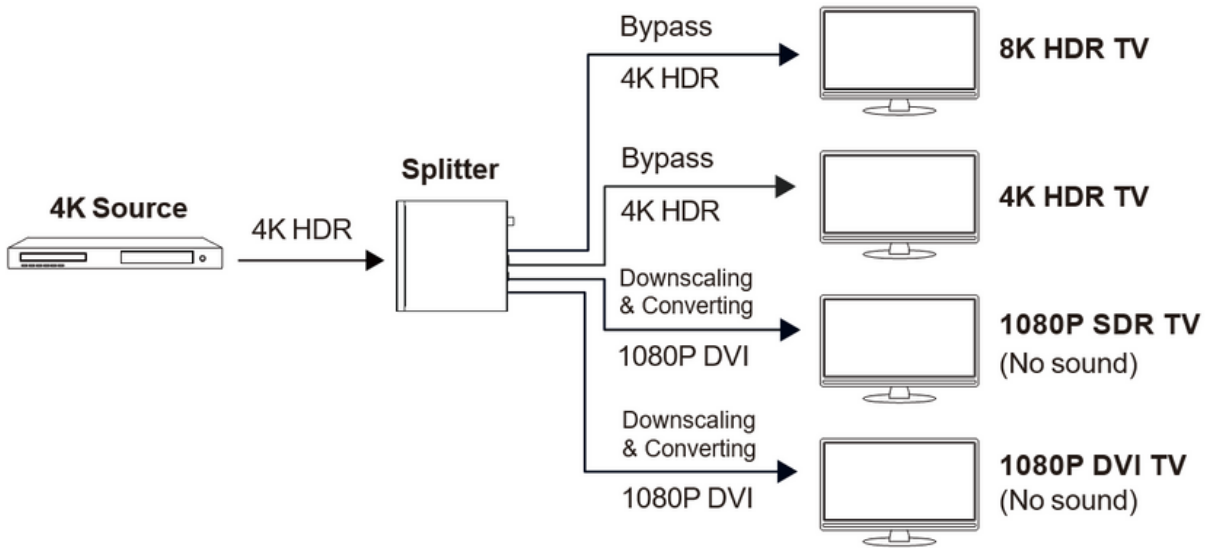 4K Source
4K HDR
Splitter
Bypass
4K HDR
8K HDR TV
Bypass
4K HDR
4K HDR TV
Downscaling
& Converting
1080P DVI
1080P SDR TV
(No sound)
Downscaling
& Converting
1080P DVI
1080P DVI TV
(No sound)